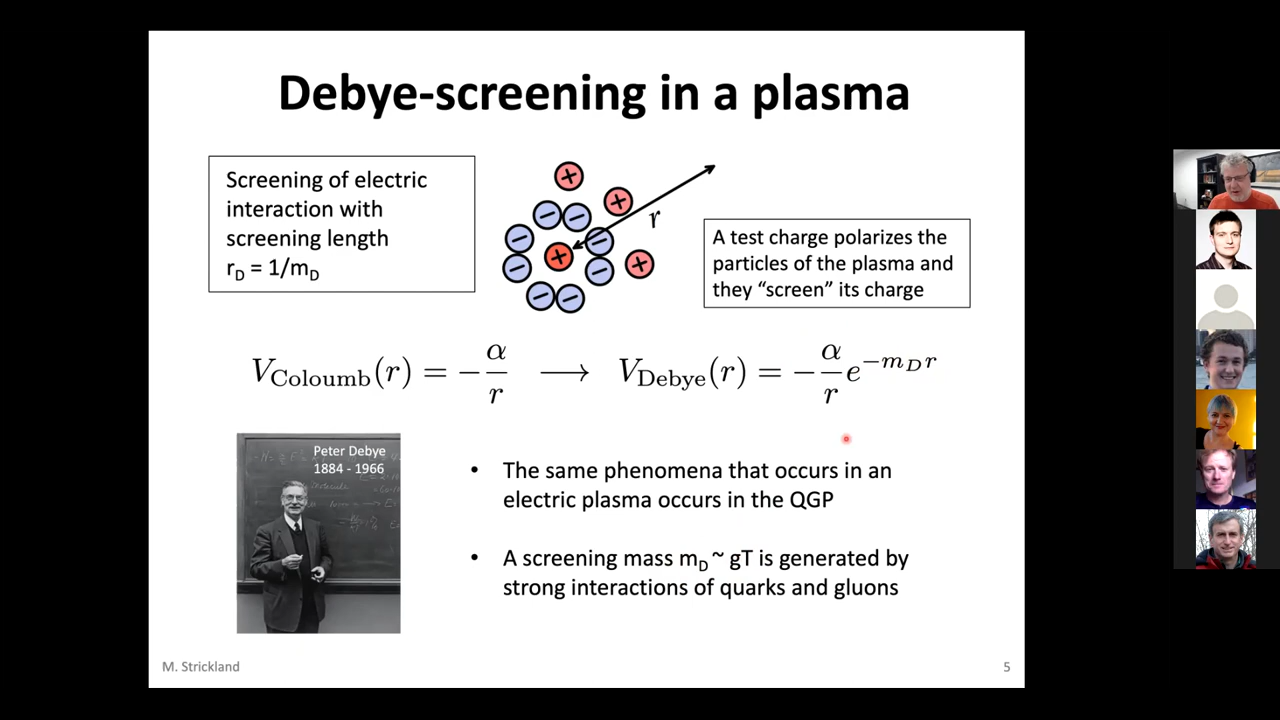 Debye-screening in a plasma
Screening of electric
interaction with
screening length
r_D = 1/m_D
r
A test charge polarizes the
particles of the plasma and
they “screen” its charge
V_Coloumb(r) = −α/r ⟶ V_Debye(r) = −α/r e^{−m_D r}
Peter Debye
1884 - 1966
• The same phenomena that occurs in an
electric plasma occurs in the QGP
• A screening mass m_D ~ gT is generated by
strong interactions of quarks and gluons
M. Strickland
5